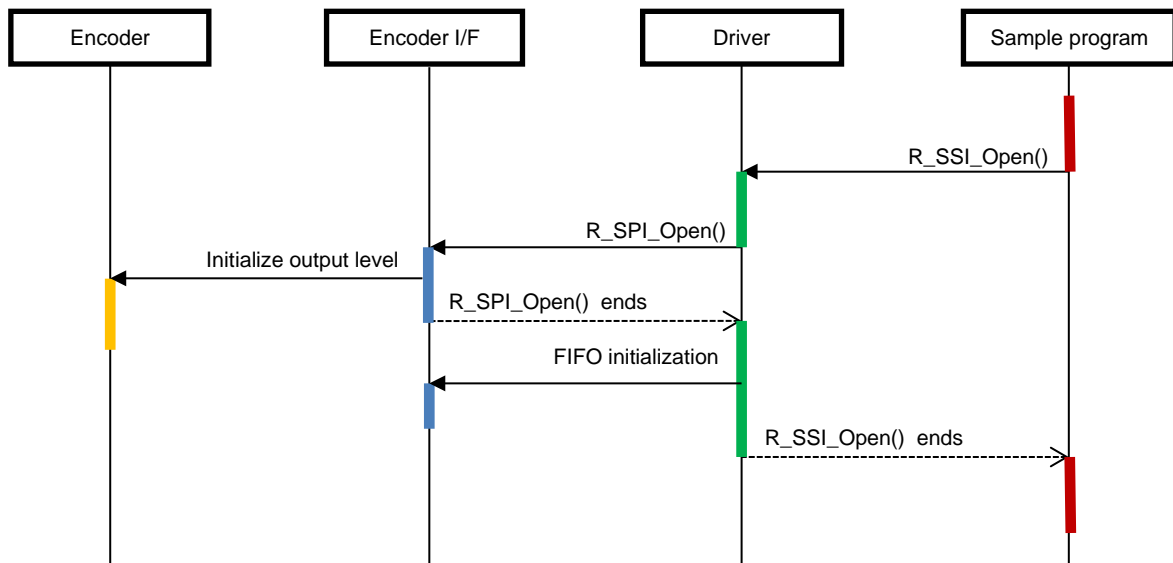 Encoder
Encoder I/F
Driver
Sample program
R_SSI_Open()
R_SPI_Open()
Initialize output level
R_SPI_Open() ends
FIFO initialization
R_SSI_Open() ends